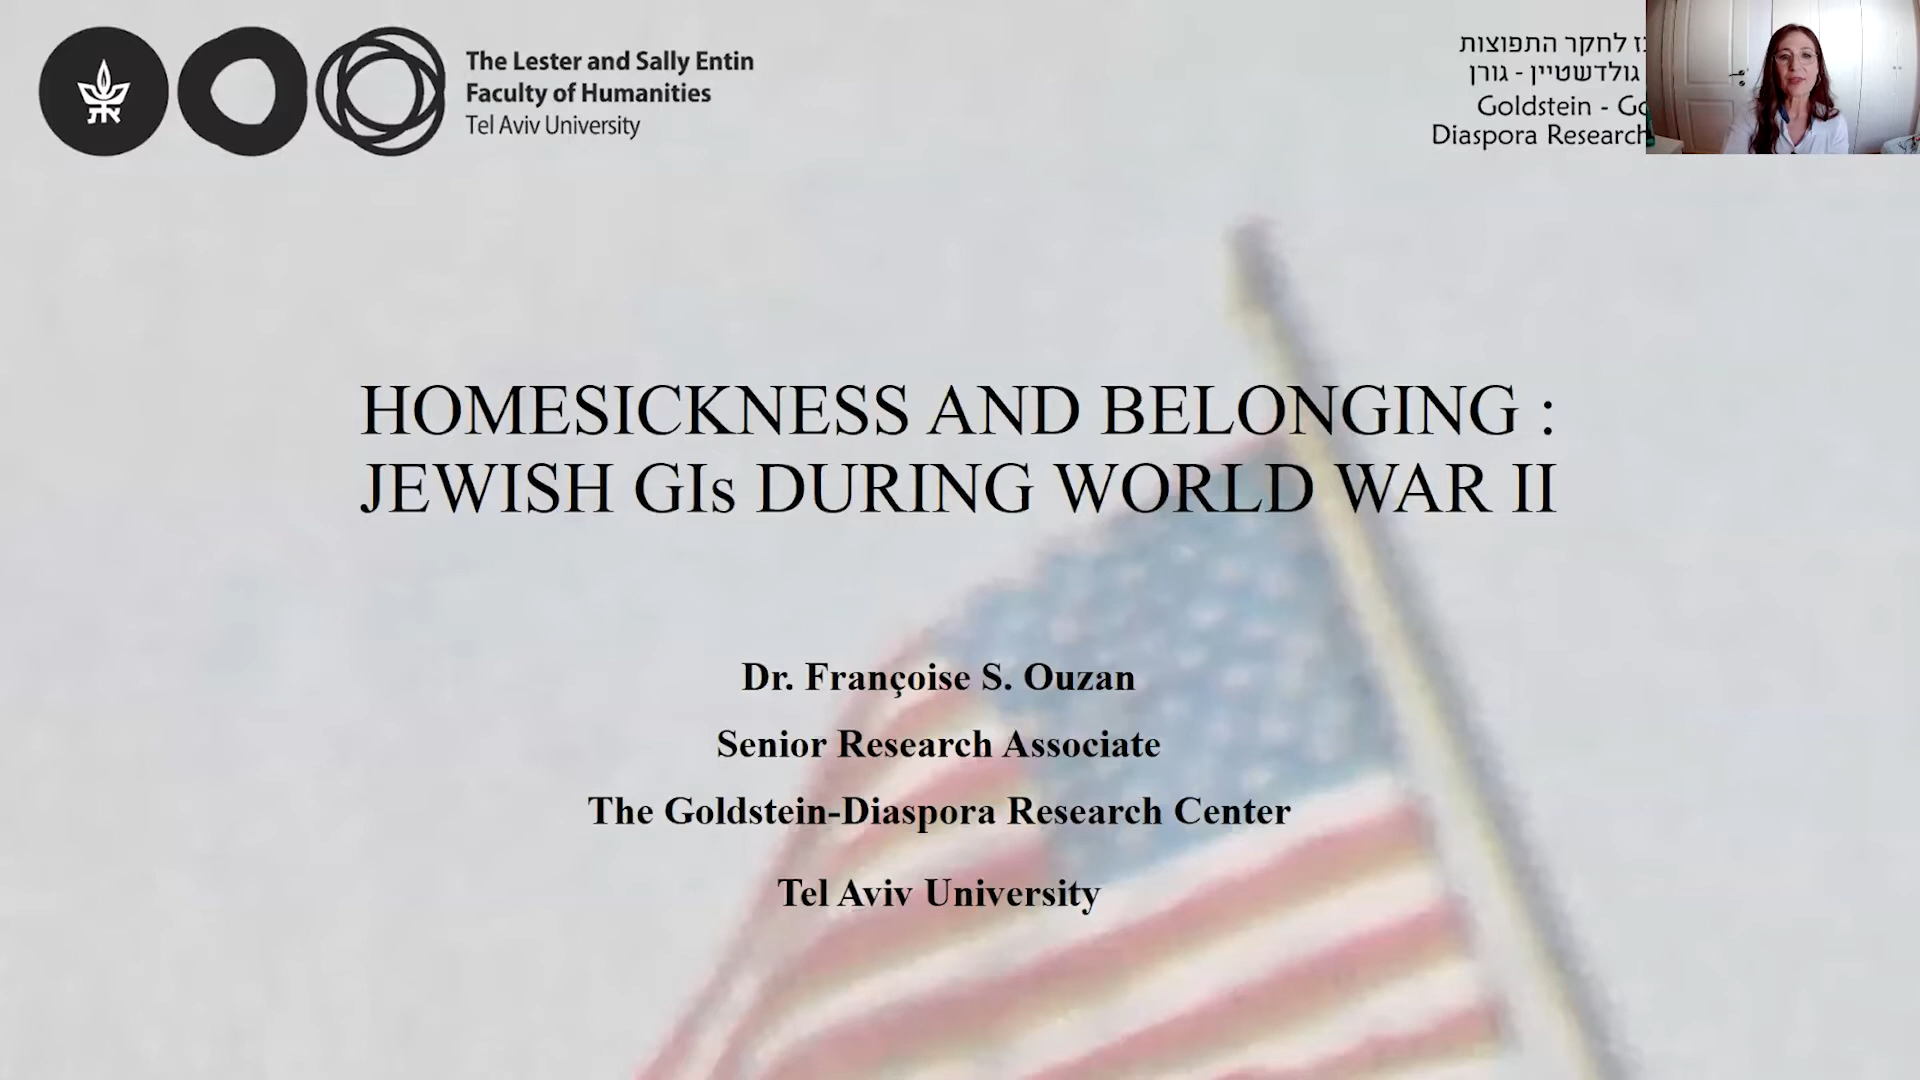 The Lester and Sally Entin
Faculty of Humanities
Tel Aviv University
לחקר התפוצות
גולדשטיין - גורן
Goldstein -
Diaspora Research
HOMESICKNESS AND BELONGING :
JEWISH GIs DURING WORLD WAR II
Dr. Françoise S. Ouzan
Senior Research Associate
The Goldstein-Diaspora Research Center
Tel Aviv University